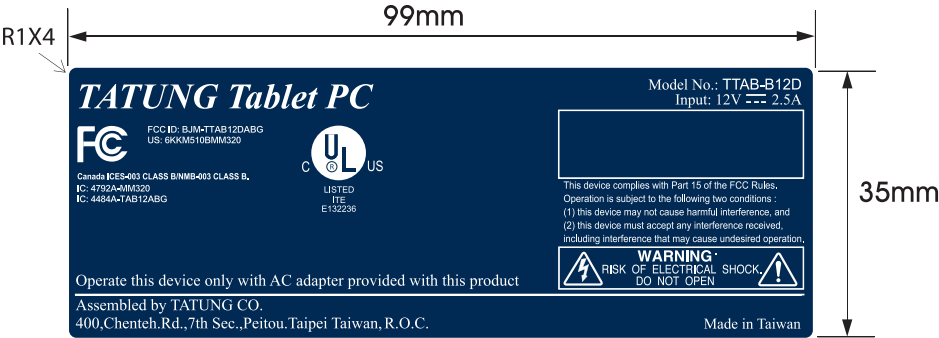 99mm
R1X4
TATUNG Tablet PC
Model No.: TTAB-B12D
Input: 12V 2.5A
FC
FCC ID: BJM-TTAB12DABG
US: 6KKM510BMM320
Canada ICES-003 CLASS B/NMB-003 CLASS B.
IC: 4792A-MM320
IC: 4484A-TAB12ABG
C UL ® US
LISTED
ITE
E132236
This device complies with Part 15 of the FCC Rules.
Operation is subject to the following two conditions :
(1) this device may not cause harmful interference, and
(2) this device must accept any interference received,
including interference that may cause undesired operation.
35mm
WARNING
RISK OF ELECTRICAL SHOCK.
DO NOT OPEN
Operate this device only with AC adapter provided with this product
Assembled by TATUNG CO.
400,Chenteh.Rd.,7th Sec.,Peitou.Taipei Taiwan, R.O.C.
Made in Taiwan